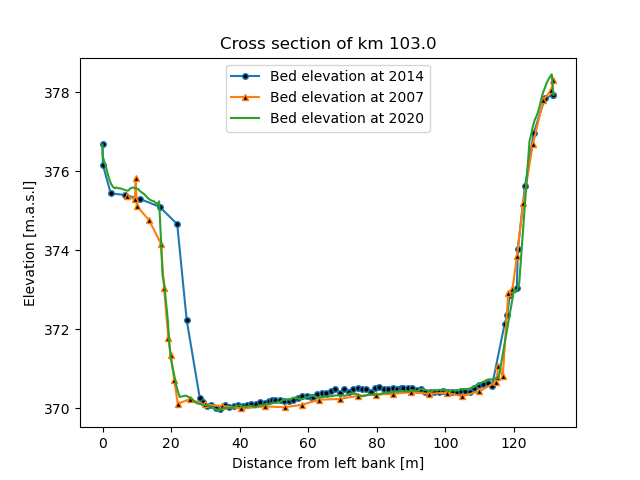 Cross section of km 103.0
Bed elevation at 2014
Bed elevation at 2007
Bed elevation at 2020
Elevation [m.a.s.l]
378
376
374
372
370
0 20 40 60 80 100 120
Distance from left bank [m]